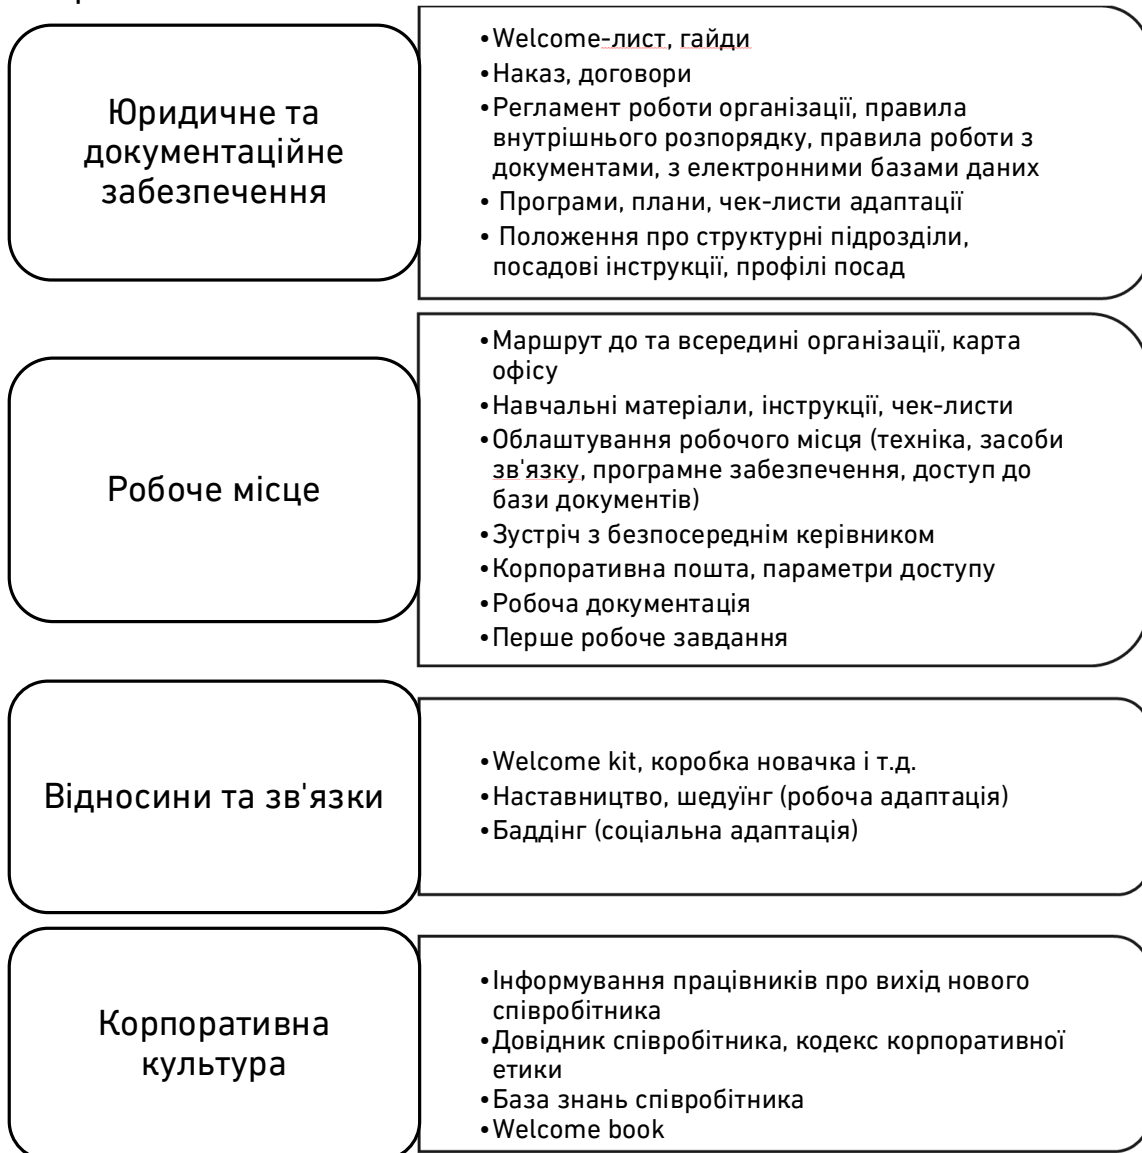 Юридичне та
документаційне
забезпечення
•Welcome-лист, гайди
•Наказ, договори
•Регламент роботи організації, правила
внутрішнього розпорядку, правила роботи з
документами, з електронними базами даних
• Програми, плани, чек-листи адаптації
• Положення про структурні підрозділи,
посадові інструкції, профілі посад
Робоче місце
•Маршрут до та всередині організації, карта
офісу
•Навчальні матеріали, інструкції, чек-листи
•Облаштування робочого місця (техніка, засоби
зв'язку, програмне забезпечення, доступ до
бази документів)
•Зустріч з безпосереднім керівником
•Корпоративна пошта, параметри доступу
•Робоча документація
•Перше робоче завдання
Відносини та зв'язки
•Welcome kit, коробка новачка і т.д.
•Наставництво, шедуїнг (робоча адаптація)
•Баддінг (соціальна адаптація)
Корпоративна
культура
•Інформування працівників про вихід нового
співробітника
•Довідник співробітника, кодекс корпоративної
етики
•База знань співробітника
•Welcome book